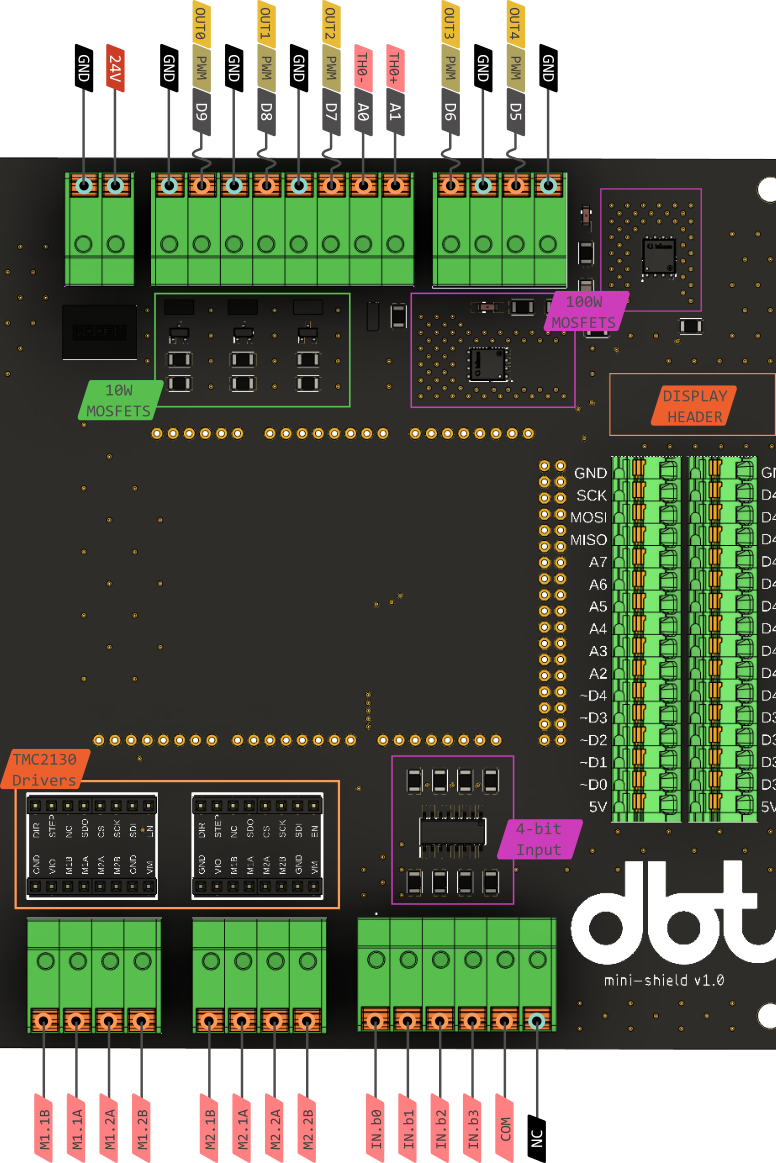 OUT0
OUT1
OUT2
OUT3
OUT4
GND
24V
GND
PWM
GND
PWM
GND
PWM
TH0-
TH0+
PWM
GND
PWM
GND
D9
D8
D7
A0
A1
D6
D5
100W
MOSFETS
10W
MOSFETS
DISPLAY
HEADER
GND
SCK
MOSI
MISO
A7
A6
A5
A4
A3
A2
~D4
~D3
~D2
~D1
~D0
5V
TMC2130
Drivers
DIR STEP NC SDO CS SCK SDI EN
GND VIO M1B M1A M2A M2B GND VM
DIR STEP NC SDO CS SCK SDI EN
GND VIO M1B M1A M2A M2B GND VM
4-bit
Input
dbt
mini-shield v1.0
M1.1B
M1.1A
M1.2A
M1.2B
M2.1B
M2.1A
M2.2A
M2.2B
IN.b0
IN.b1
IN.b2
IN.b3
COM
NC